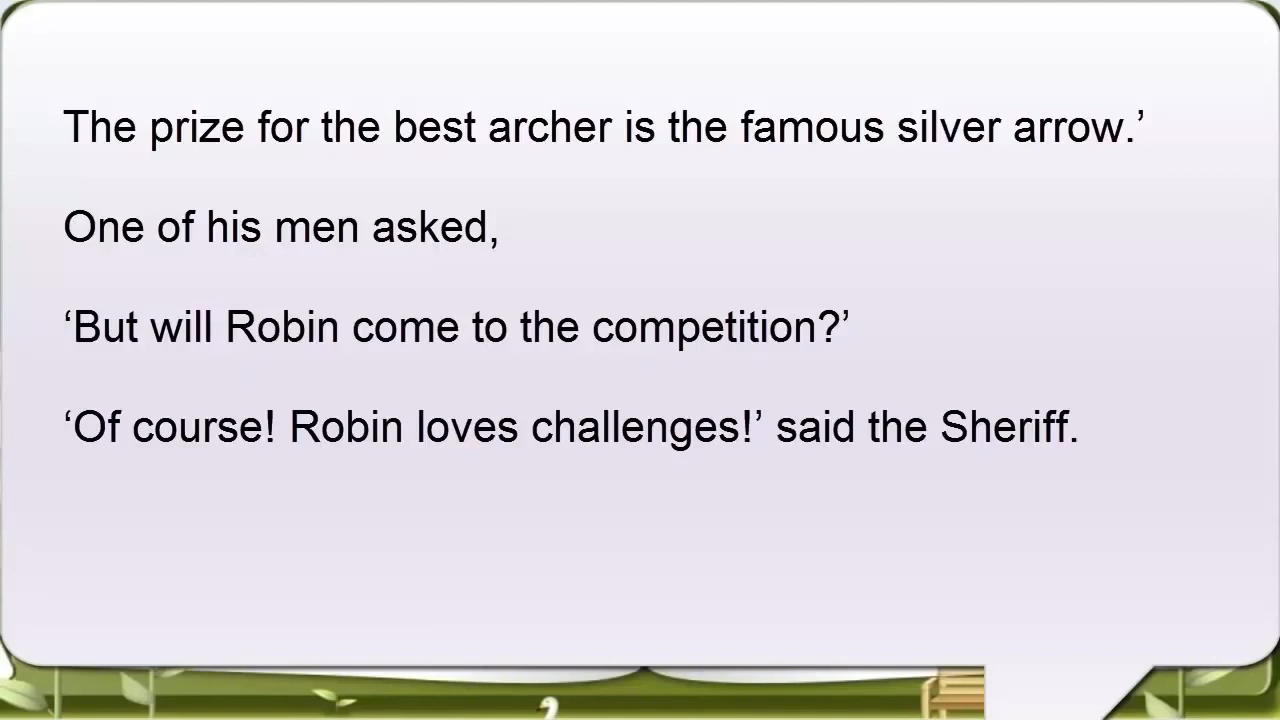 The prize for the best archer is the famous silver arrow.’
One of his men asked,
‘But will Robin come to the competition?’
‘Of course! Robin loves challenges!’ said the Sheriff.